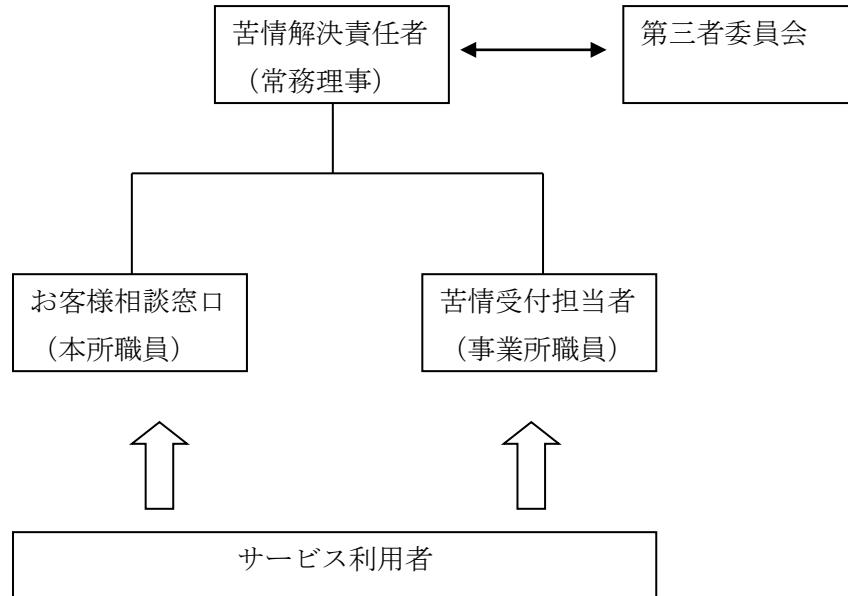 苦情解決責任者
（常務理事）
第三者委員会
お客様相談窓口
（本所職員）
苦情受付担当者
（事業所職員）
サービス利用者